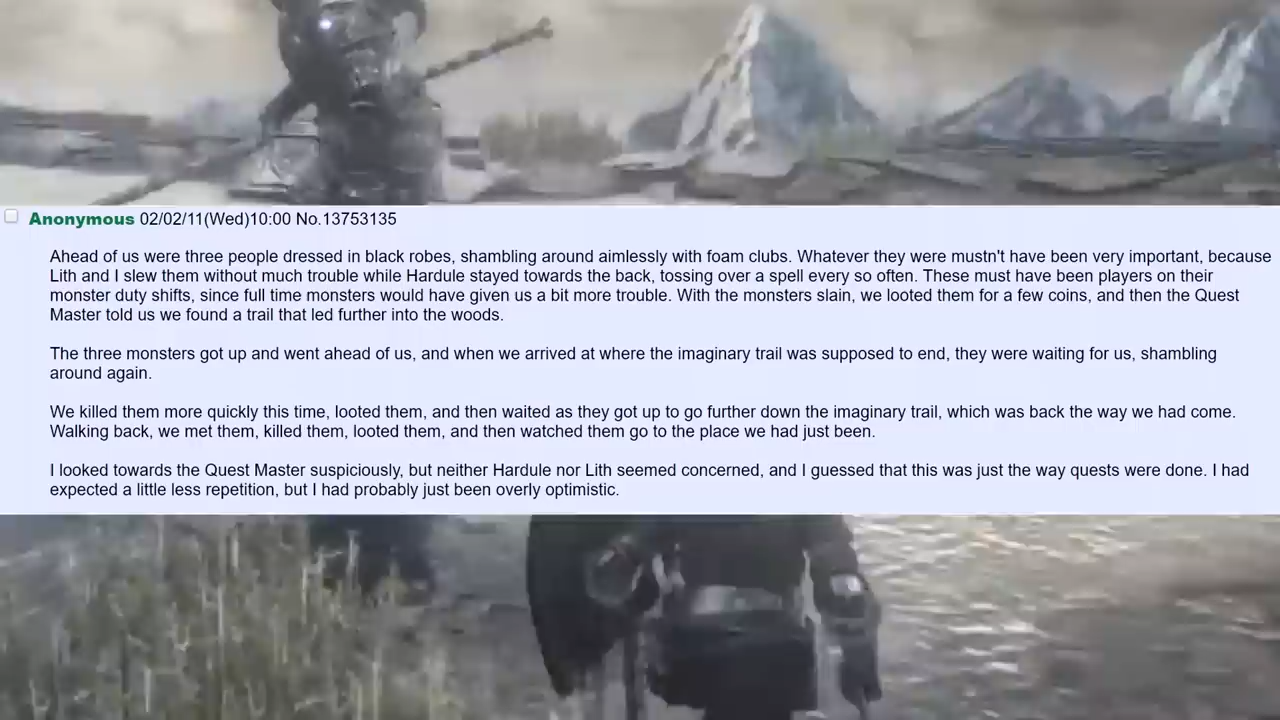 Anonymous 02/02/11(Wed)10:00 No.13753135
Ahead of us were three people dressed in black robes, shambling around aimlessly with foam clubs. Whatever they were mustn't have been very important, because
Lith and I slew them without much trouble while Hardule stayed towards the back, tossing over a spell every so often. These must have been players on their
monster duty shifts, since full time monsters would have given us a bit more trouble. With the monsters slain, we looted them for a few coins, and then the Quest
Master told us we found a trail that led further into the woods.
The three monsters got up and went ahead of us, and when we arrived at where the imaginary trail was supposed to end, they were waiting for us, shambling
around again.
We killed them more quickly this time, looted them, and then waited as they got up to go further down the imaginary trail, which was back the way we had come.
Walking back, we met them, killed them, looted them, and then watched them go to the place we had just been.
I looked towards the Quest Master suspiciously, but neither Hardule nor Lith seemed concerned, and I guessed that this was just the way quests were done. I had
expected a little less repetition, but I had probably just been overly optimistic.